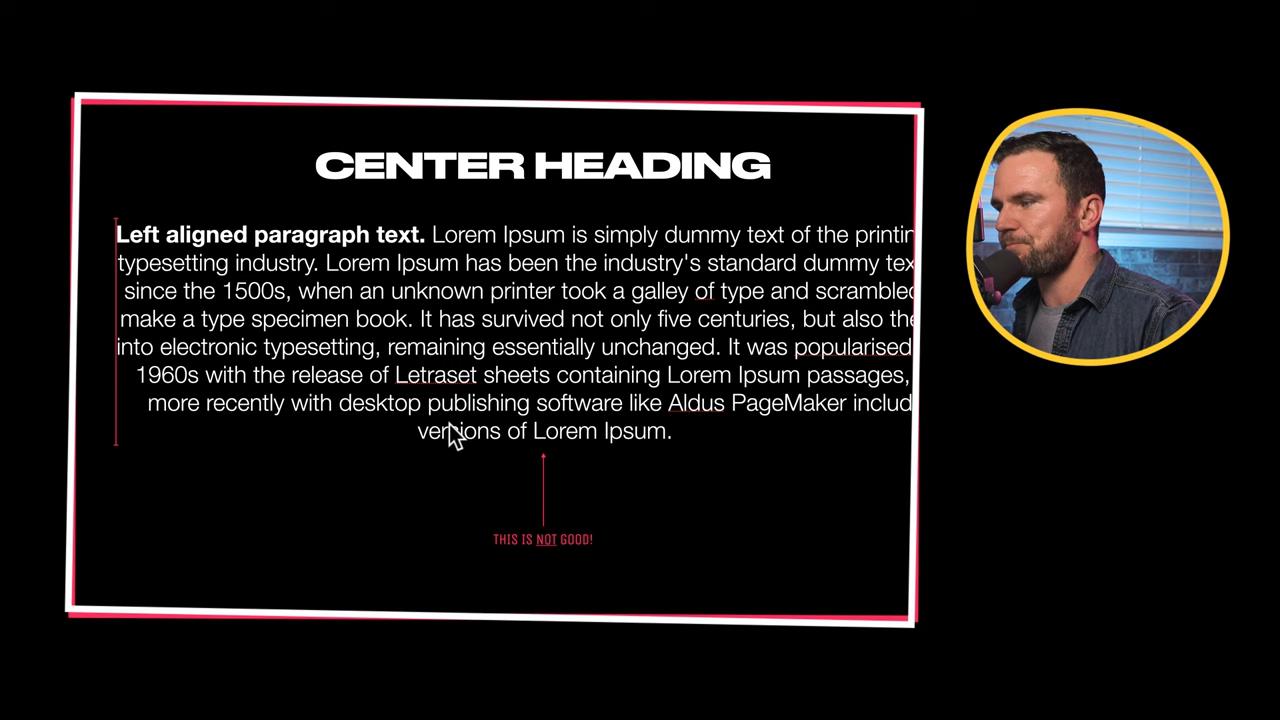 CENTER HEADING
Left aligned paragraph text. Lorem Ipsum is simply dummy text of the printin
typesetting industry. Lorem Ipsum has been the industry's standard dummy tex
since the 1500s, when an unknown printer took a galley of type and scrambled
make a type specimen book. It has survived not only five centuries, but also the
into electronic typesetting, remaining essentially unchanged. It was popularised
1960s with the release of Letraset sheets containing Lorem Ipsum passages,
more recently with desktop publishing software like Aldus PageMaker includ
versions of Lorem Ipsum.
THIS IS NOT GOOD!